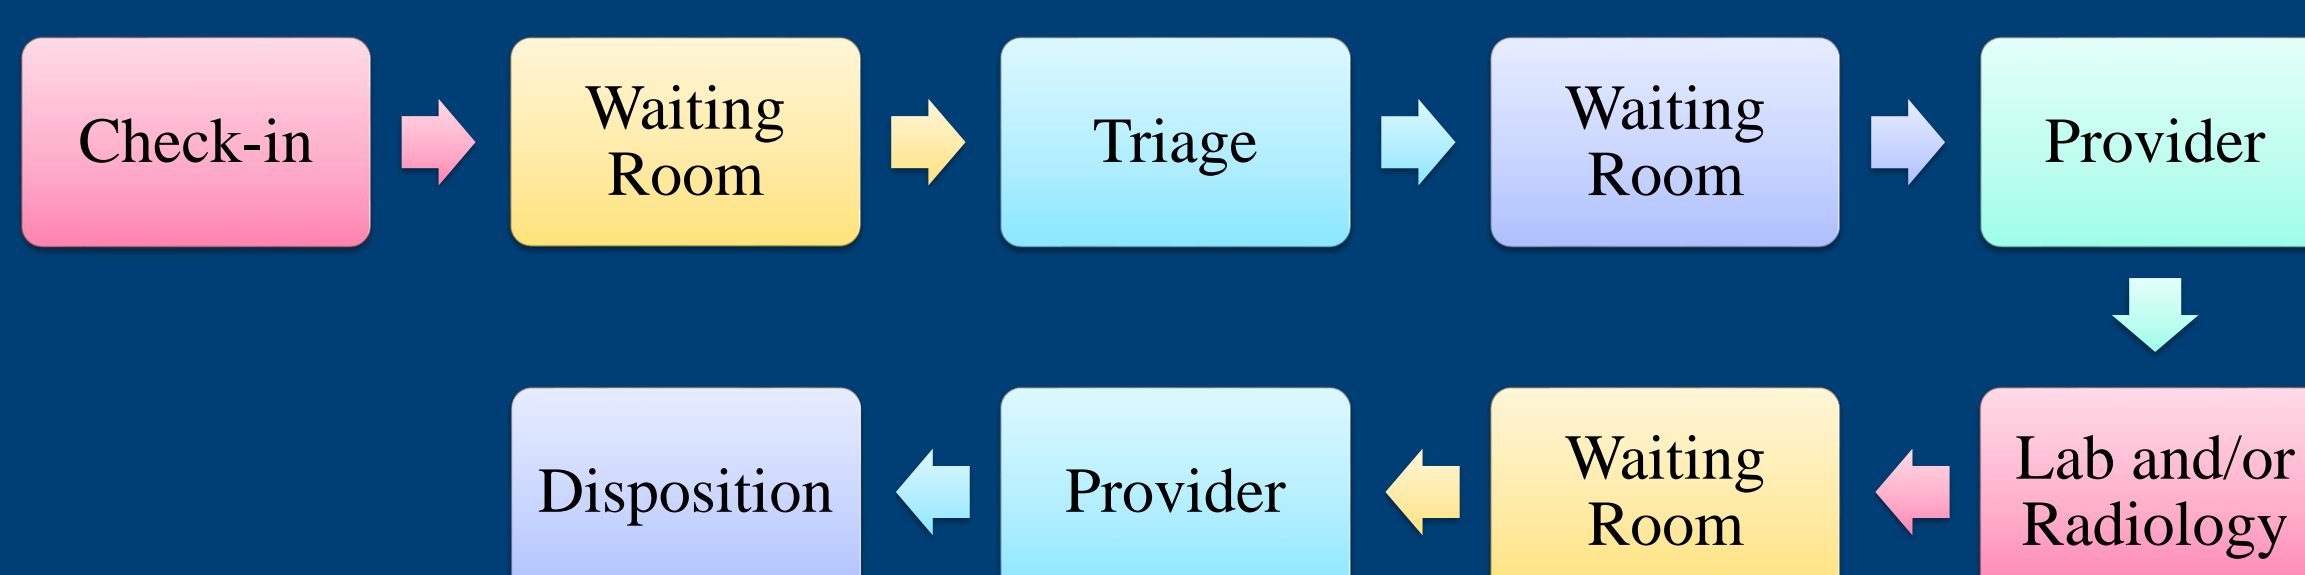 Check-in
Waiting
Room
Triage
Waiting
Room
Provider
Disposition
Provider
Waiting
Room
Lab and/or
Radiology